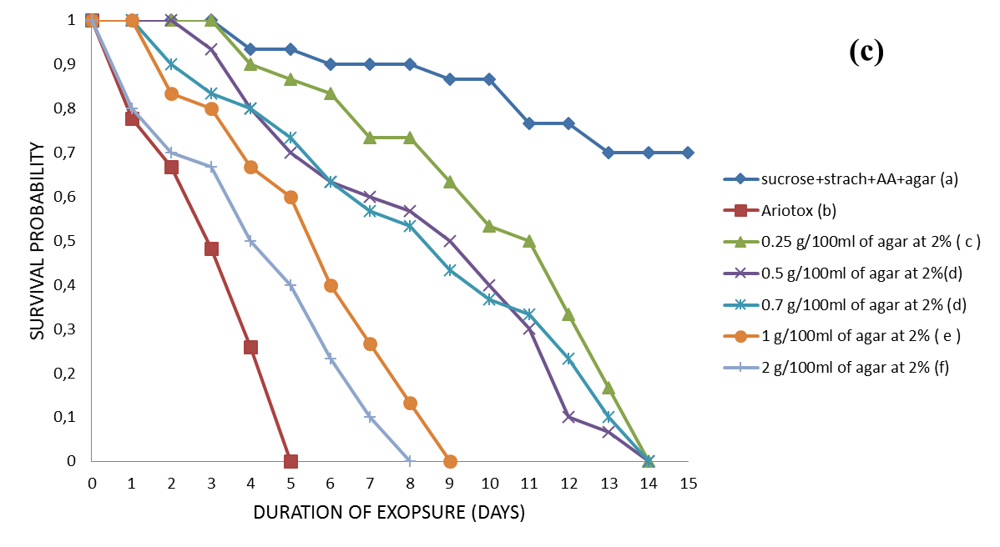 (c)
SURVIVAL PROBABILITY
1
0,9
0,8
0,7
0,6
0,5
0,4
0,3
0,2
0,1
0
0 1 2 3 4 5 6 7 8 9 10 11 12 13 14 15
DURATION OF EXOPSURE (DAYS)
sucrose+strach+AA+agar (a)
Ariotox (b)
0.25 g/100ml of agar at 2% ( c )
0.5 g/100ml of agar at 2%(d)
0.7 g/100ml of agar at 2% (d)
1 g/100ml of agar at 2% ( e )
2 g/100ml of agar at 2% (f)